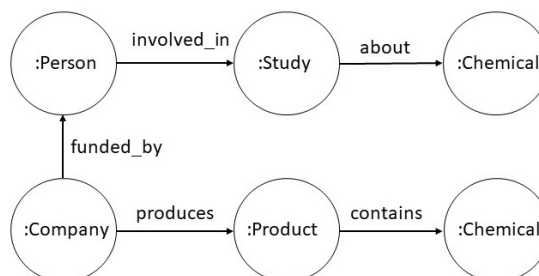 involved_in
about
:Person
:Study
:Chemical
funded_by
produces
contains
:Company
:Product
:Chemical